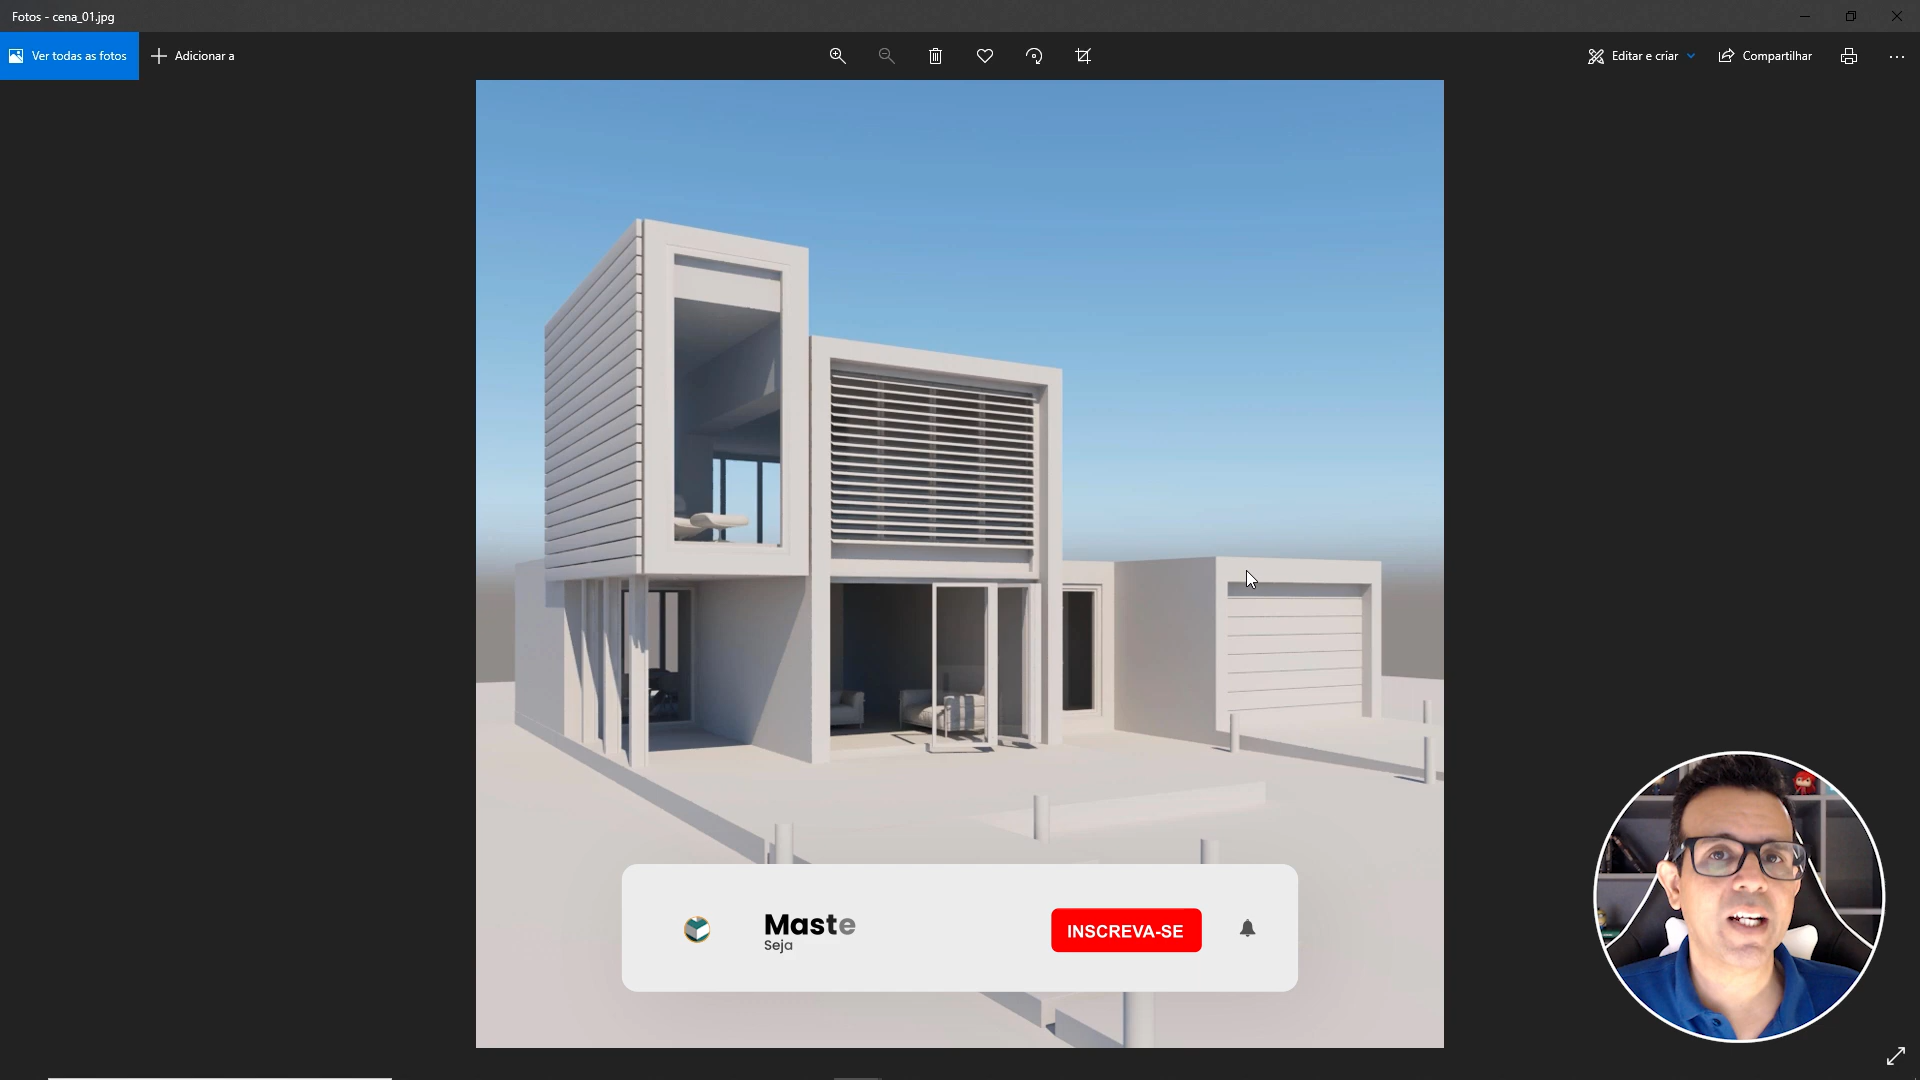 Fotos - cena_01.jpg
Ver todas as fotos
Adicionar a
Editar e criar
Compartilhar
Maste
Seja
INSCREVA-SE